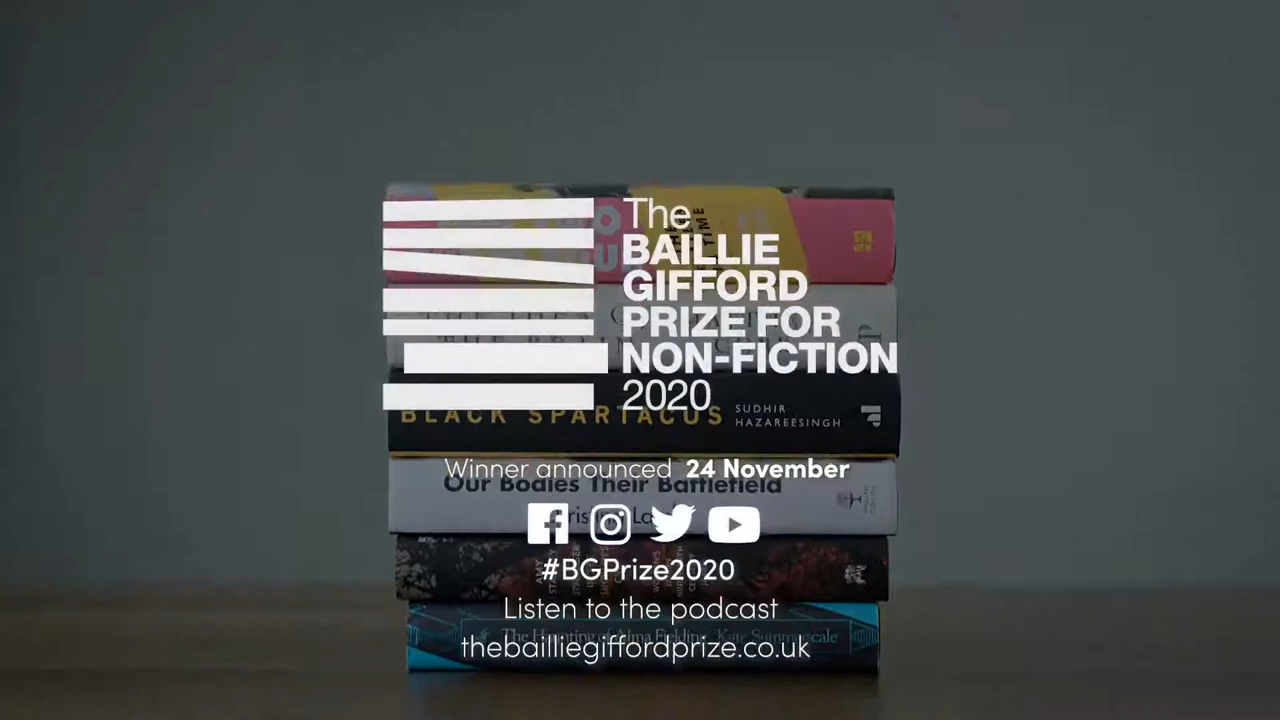 The
BAILLIE
GIFFORD
PRIZE FOR
NON-FICTION
2020
BLACK SPARTACUS
SUDHIR
HAZAREESINGH
Winner announced 24 November
Our Bodies Their Battlefield
#BGPrize2020
Listen to the podcast
The Haunting of Alma Fielding Kate Summerscale
thebailliegiffordprize.co.uk